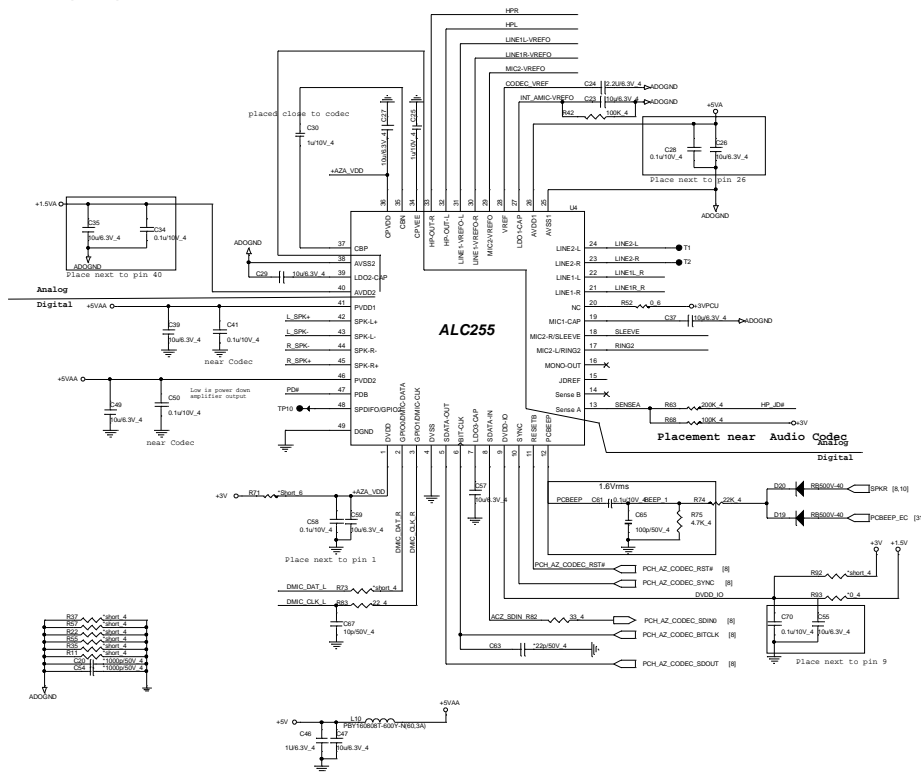 HPR
HPL
LINE1L-VREFO
LINE1R-VREFO
MIC2-VREFO
CODEC_VREF
C24
2.2U/6.3V_4
ADOGND
INT_AMIC-VREFO
C23
10u/6.3V_4
ADOGND
R42
100K_4
+5VA
C28
0.1u/10V_4
C26
10u/6.3V_4
Place next to pin 26
ADOGND
placed close to codec
C30
1u/10V_4
C27
10u/6.3V_4
C25
1u/10V_4
+AZA_VDD
+1.5VA
C35
10u/6.3V_4
C34
0.1u/10V_4
ADOGND
Place next to pin 40
ADOGND
C29
10u/6.3V_4
Analog
Digital
+5VAA
C39
10u/6.3V_4
C41
0.1u/10V_4
near Codec
L_SPK+
L_SPK-
R_SPK-
R_SPK+
+5VAA
C49
10u/6.3V_4
C50
0.1u/10V_4
near Codec
Low is power down
amplifier output
PD#
TP10
36
35
34
33
32
31
30
29
28
27
26
25
CPVDD
CBN
CPVEE
HP-OUT-R
HP-OUT-L
LINE1-VREFO-L
LINE1-VREFO-R
MIC2-VREFO
VREF
LDO1-CAP
AVDD1
AVSS1
U4
37 CBP
38 AVSS2
39 LDO2-CAP
40 AVDD2
41 PVDD1
42 SPK-L+
43 SPK-L-
44 SPK-R-
45 SPK-R+
46 PVDD2
47 PDB
48 SPDIFO/GPIO2
49 DGND
ALC255
LINE2-L 24 LINE2-L T1
LINE2-R 23 LINE2-R T2
LINE1-L 22 LINE1L_R
LINE1-R 21 LINE1R_R
NC 20 R52 0_6 +3VPCU
MIC1-CAP 19 C37 10u/6.3V_4 ADOGND
MIC2-R/SLEEVE 18 SLEEVE
MIC2-L/RING2 17 RING2
MONO-OUT 16
JDREF 15
Sense B 14
Sense A 13 SENSEA R63 200K_4 HP_JD#
R68 100K_4 +3V
Placement near Audio Codec
Analog
Digital
DVDD
GPIO0/DMIC-DATA
GPIO1/DMIC-CLK
DVSS
SDATA-OUT
BIT-CLK
LDO3-CAP
SDATA-IN
DVDD-IO
SYNC
RESETB
PCBEEP
1
2
3
4
5
6
7
8
9
10
11
12
+3V
R71
*Short_6
+AZA_VDD
C58
0.1u/10V_4
C59
10u/6.3V_4
Place next to pin 1
DMIC_DAT_R
DMIC_CLK_R
C57
10u/6.3V_4
1.6Vrms
PCBEEP
C61
0.1u/10V_4
BEEP_1
C65
100p/50V_4
R75
4.7K_4
R74
22K_4
D20
RB500V-40
SPKR [8,10]
D19
RB500V-40
PCBEEP_EC
DMIC_DAT_L R73 *short_4
DMIC_CLK_L R83 22_4
C67
10p/50V_4
PCH_AZ_CODEC_RST#
PCH_AZ_CODEC_RST# [8]
PCH_AZ_CODEC_SYNC [8]
DVDD_IO
ACZ_SDIN R82 33_4 PCH_AZ_CODEC_SDIN0 [8]
PCH_AZ_CODEC_BITCLK [8]
C63 *22p/50V_4
PCH_AZ_CODEC_SDOUT [8]
+3V
+1.5V
R92 *short_4
R93 *0_4
C70
0.1u/10V_4
C55
10u/6.3V_4
Place next to pin 9
R37 *short_4
R57 *short_4
R22 *short_4
R55 *short_4
R35 *short_4
R11 *short_4
C20 *1000p/50V_4
C54 *1000p/50V_4
ADOGND
+5V
L10
PBY160808T-600Y-N(60,3A)
+5VAA
C46
1U/6.3V_4
C47
10u/6.3V_4